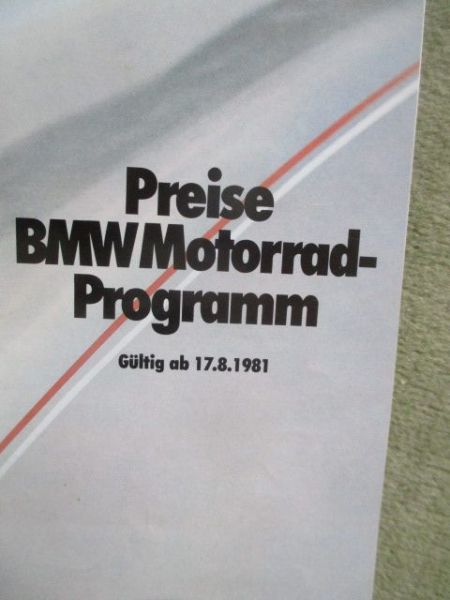 Preise
BMW Motorrad-
Programm
Gültig ab 17.8.1981